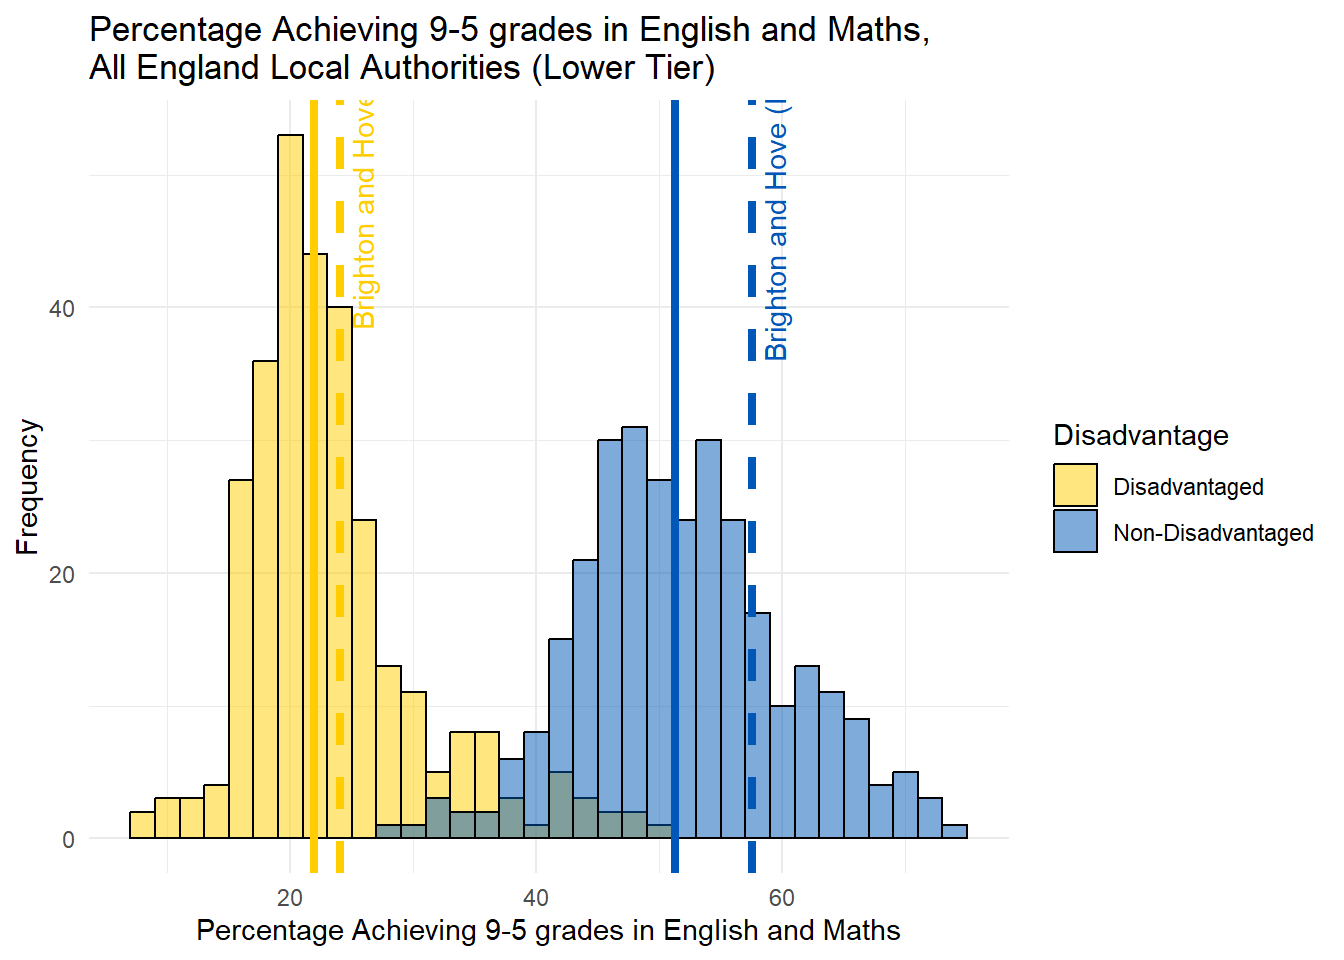 Percentage Achieving 9-5 grades in English and Maths,
All England Local Authorities (Lower Tier)
Brighton and Hove
Brighton and Hove (
40
20
0
Frequency
20
40
60
Percentage Achieving 9-5 grades in English and Maths
Disadvantage
Disadvantaged
Non-Disadvantaged